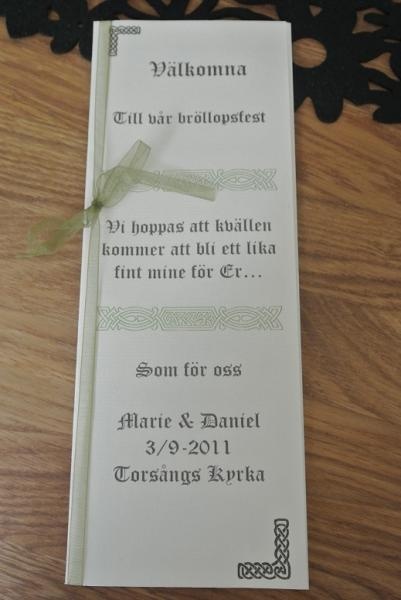 Välkomna
Till vår bröllopsfest
Vi hoppas att kvällen
kommer att bli ett lika
fint mine för Er...
Som för oss
Marie & Daniel
3/9-2011
Torsångs Kyrka